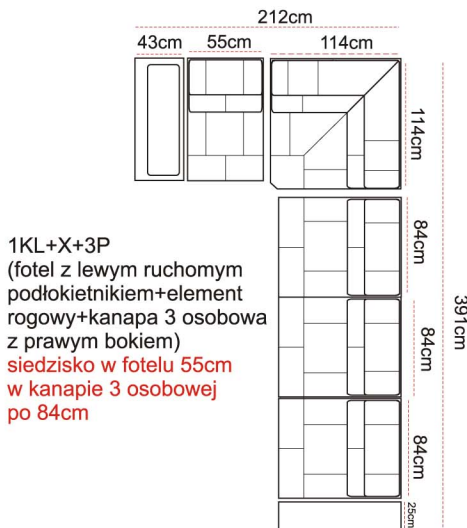 212cm
43cm 55cm 114cm
114cm
84cm
391cm
84cm
84cm
25cm
1KL+X+3P
(fotel z lewym ruchomym
podłokietnikiem+element
rogowy+kanapa 3 osobowa
z prawym bokiem)
siedzisko w fotelu 55cm
w kanapie 3 osobowej
po 84cm